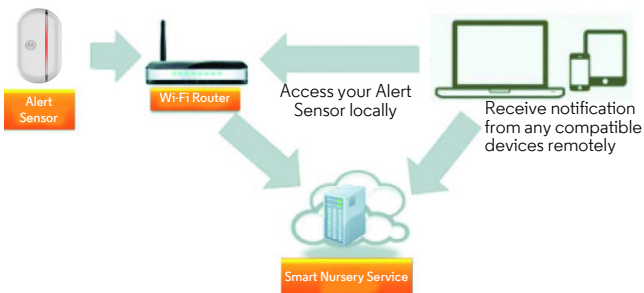 Alert
Sensor
Wi-Fi Router
Access your Alert
Sensor locally
Receive notification
from any compatible
devices remotely
Smart Nursery Service